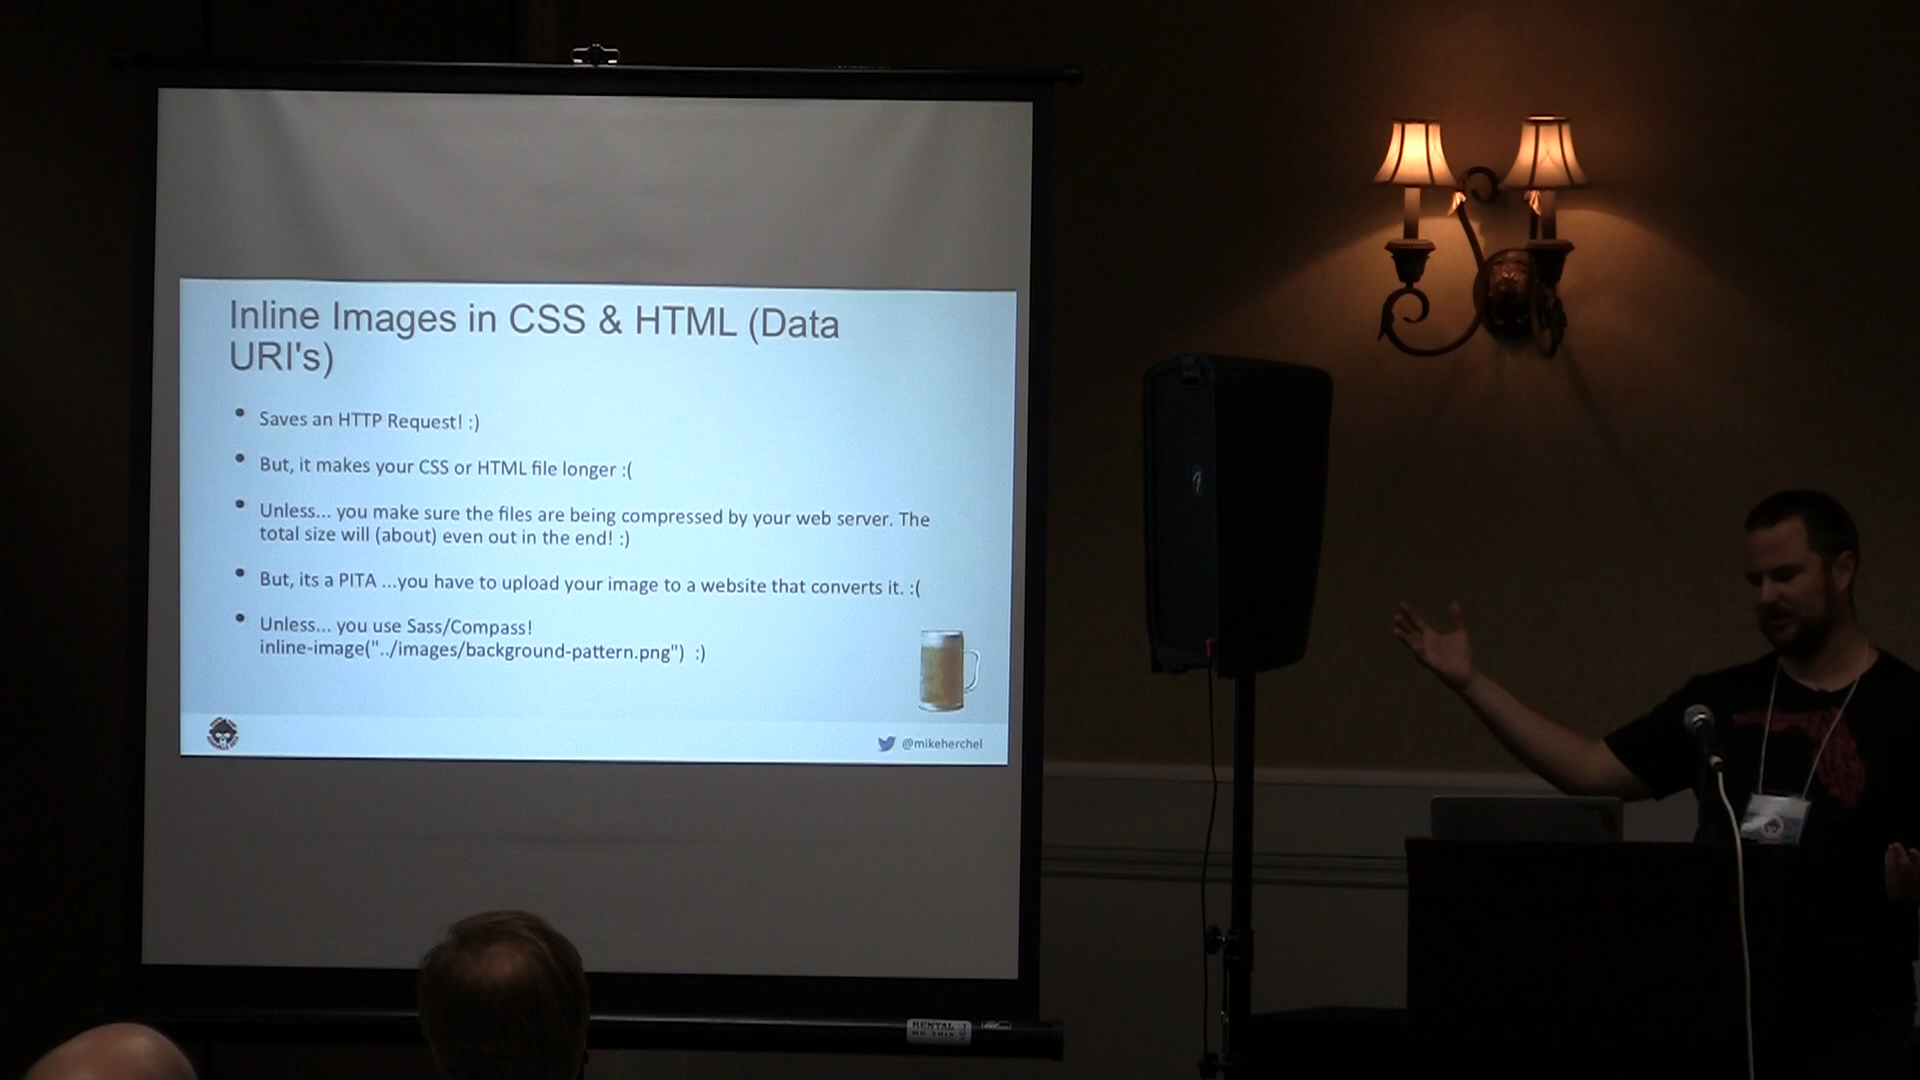 Inline Images in CSS & HTML (Data
URI's)
• Saves an HTTP Request! :)
• But, it makes your CSS or HTML file longer :(
• Unless... you make sure the files are being compressed by your web server. The
total size will (about) even out in the end! :)
• But, its a PITA ...you have to upload your image to a website that converts it. :(
• Unless... you use Sass/Compass!
inline-image("../images/background-pattern.png")  :)
@mikeherchel
RENTAL